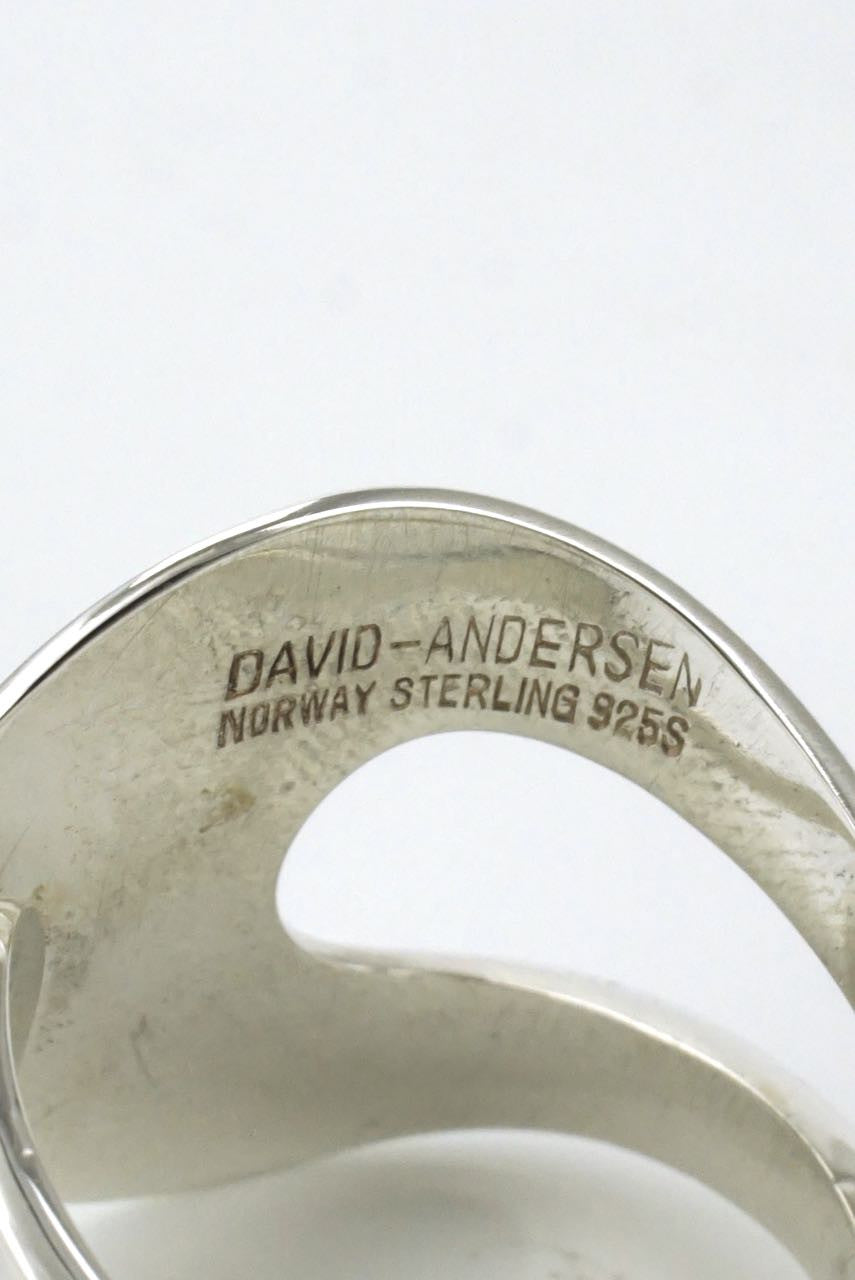 DAVID-ANDERSEN
NORWAY STERLING 925S